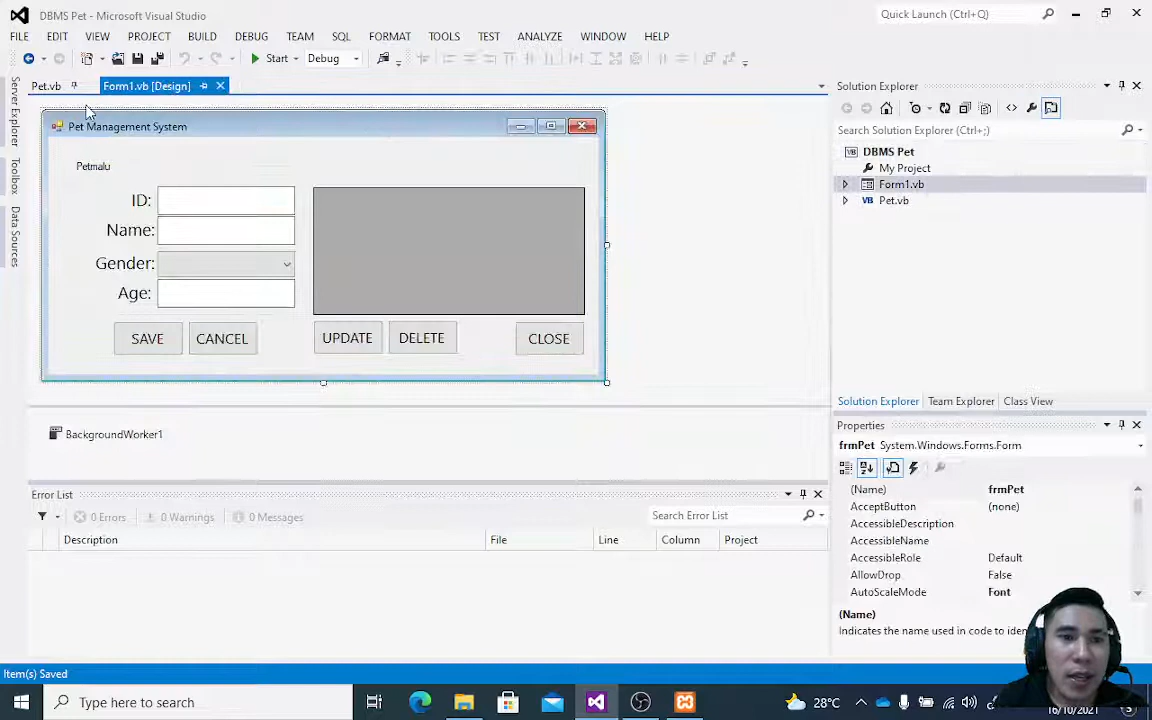 DBMS Pet - Microsoft Visual Studio
Quick Launch (Ctrl+Q)
FILE EDIT VIEW PROJECT BUILD DEBUG TEAM SQL FORMAT TOOLS TEST ANALYZE WINDOW HELP
Start Debug
Pet.vb Form1.vb [Design]
Solution Explorer
Search Solution Explorer (Ctrl+;)
DBMS Pet
My Project
Form1.vb
Pet.vb
Server Explorer
Toolbox
Data Sources
Pet Management System
Petmalu
ID:
Name:
Gender:
Age:
SAVE CANCEL UPDATE DELETE CLOSE
BackgroundWorker1
Solution Explorer Team Explorer Class View
Properties
frmPet System.Windows.Forms.Form
(Name) frmPet
AcceptButton (none)
AccessibleDescription
AccessibleName
AccessibleRole Default
AllowDrop False
AutoScaleMode Font
(Name)
Indicates the name used in code to iden
Error List
0 Errors 0 Warnings 0 Messages
Search Error List
Description File Line Column Project
Item(s) Saved
Type here to search
28°C
16/10/2021